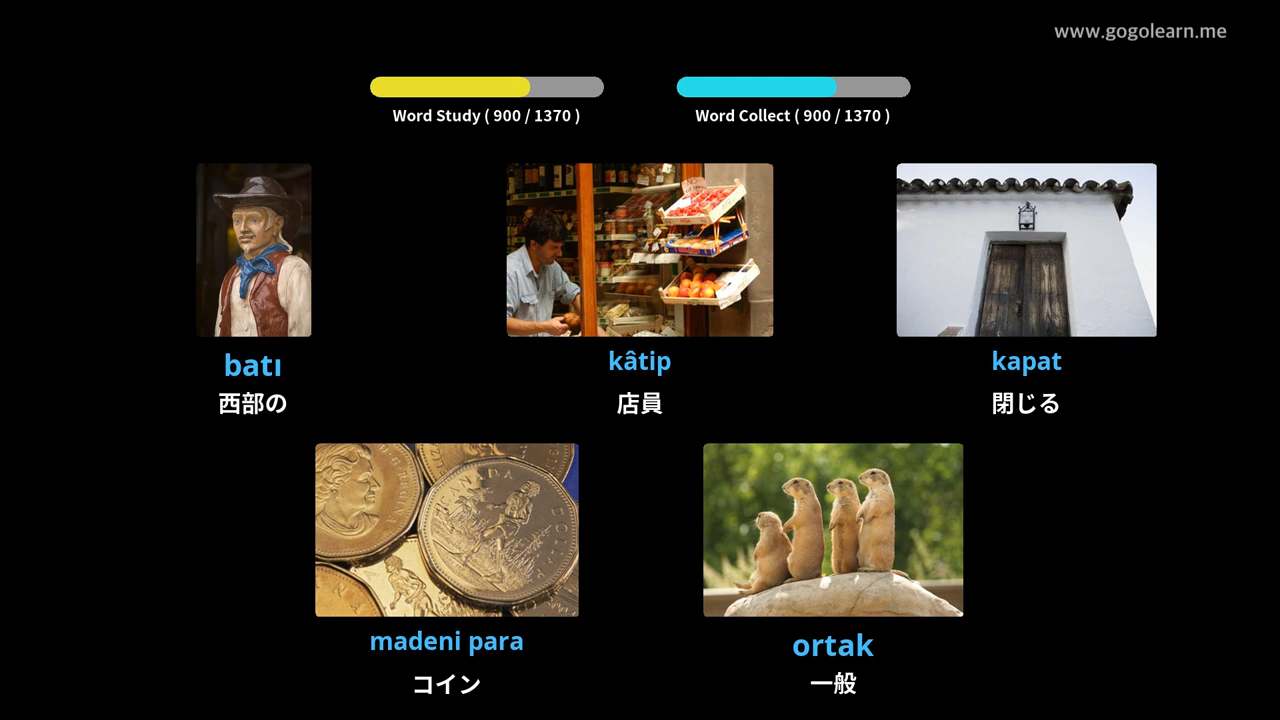 www.gogolearn.me
Word Study ( 900 / 1370 )
Word Collect ( 900 / 1370 )
batı
西部の
kâtip
店員
kapat
閉じる
madeni para
コイン
ortak
一般